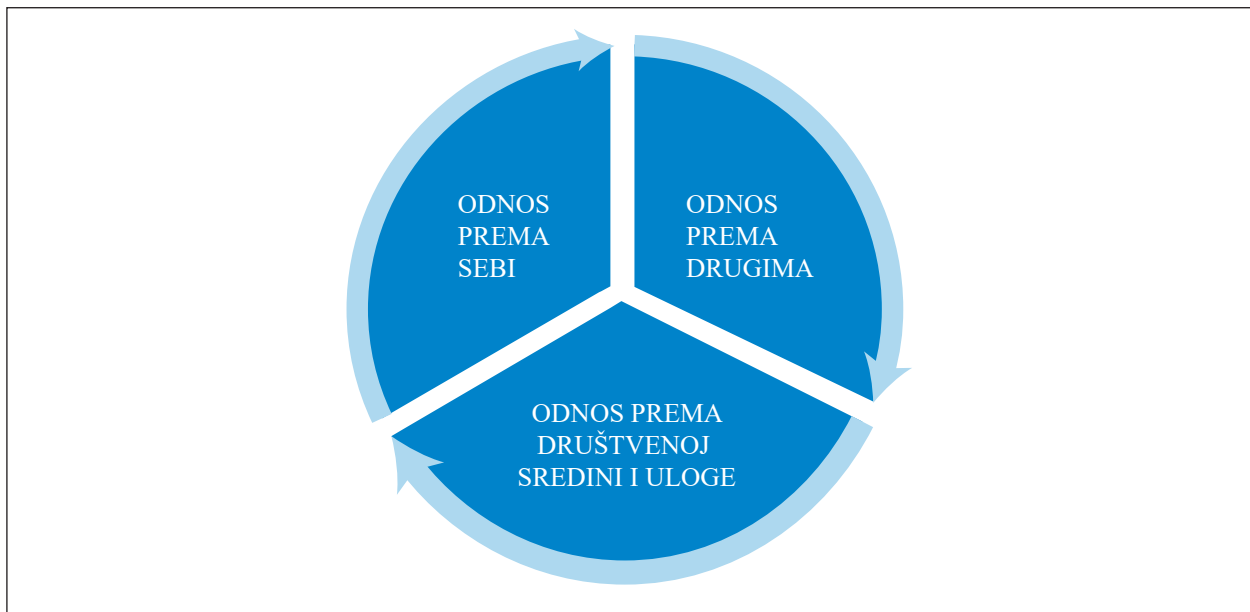 ODNOS
PREMA
SEBI
ODNOS
PREMA
DRUGIMA
ODNOS PREMA
DRUŠTVENOJ
SREDINI I ULOGE